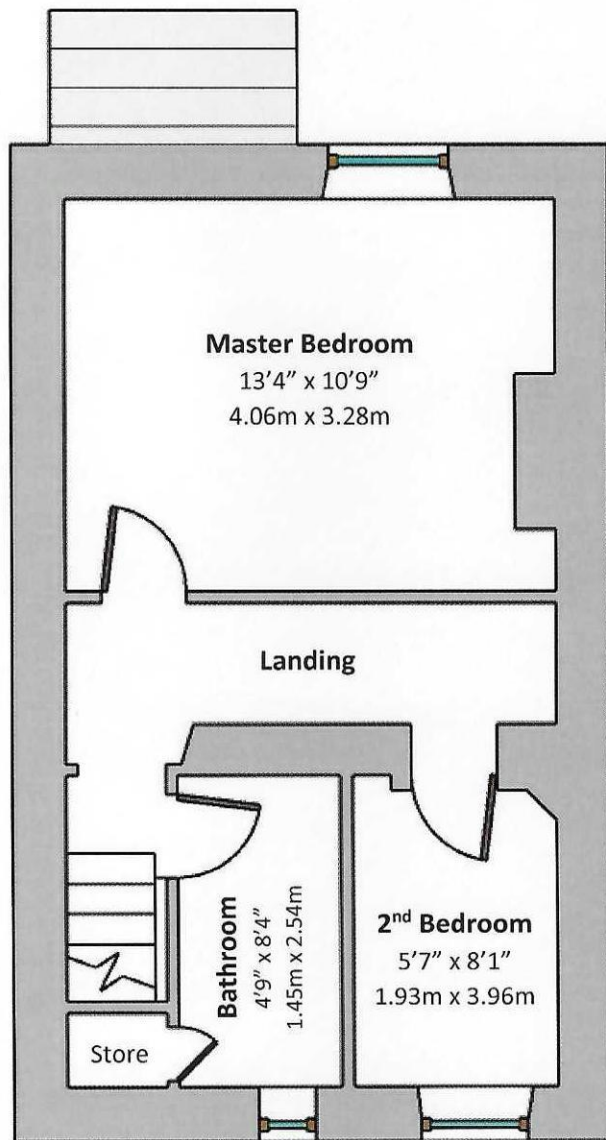 Master Bedroom
13’4” x 10’9”
4.06m x 3.28m
Landing
Bathroom
4’9” x 8’4”
1.45m x 2.54m
2nd Bedroom
5’7” x 8’1”
1.93m x 3.96m
Store